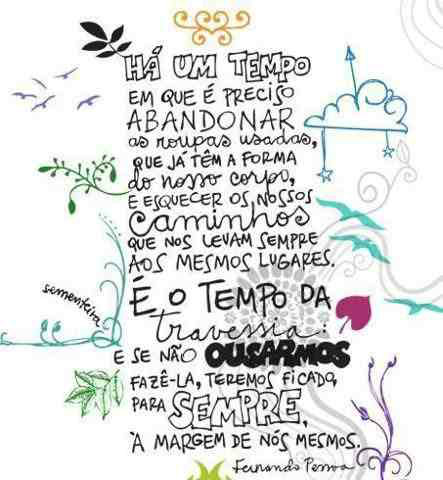 HÁ UM TEMPO
EM QUE É PRECISO
ABANDONAR
as roupas usadas,
QUE JÁ TÊM A FORMA
do nosso corpo,
E ESQUECER OS NOSSOS
Caminhos
QUE NOS LEVAM SEMPRE
AOS MESMOS LUGARES.
É O TEMPO DA
travessia:
E SE NÃO OUSARMOS
FAZÊ-LA, TEREMOS FICADO,
PARA SEMPRE,
À MARGEM DE NÓS MESMOS.
Fernando Pessoa
sementeira